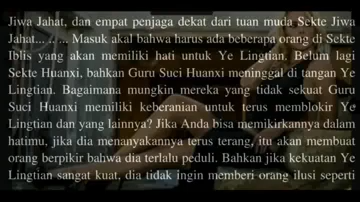 Jiwa Jahat, dan empat penjaga dekat dari tuan muda Sekte Jiwa
Jahat... .. ... Masuk akal bahwa harus ada beberapa orang di Sekte
Iblis yang akan memiliki hati untuk Ye Lingtian. Belum lagi
Sekte Huanxi, bahkan Guru Suci Huanxi meninggal di tangan Ye
Lingtian. Bagaimana mungkin mereka yang tidak sekuat Guru
Suci Huanxi memiliki keberanian untuk terus memblokir Ye
Lingtian dan yang lainnya? Jika Anda bisa memikirkannya dalam
hatimu, jika dia menanyakannya terus terang, itu akan membuat
orang berpikir bahwa dia terlalu peduli. Bahkan jika kekuatan Ye
Lingtian sangat kuat, dia tidak ingin memberi orang ilusi seperti